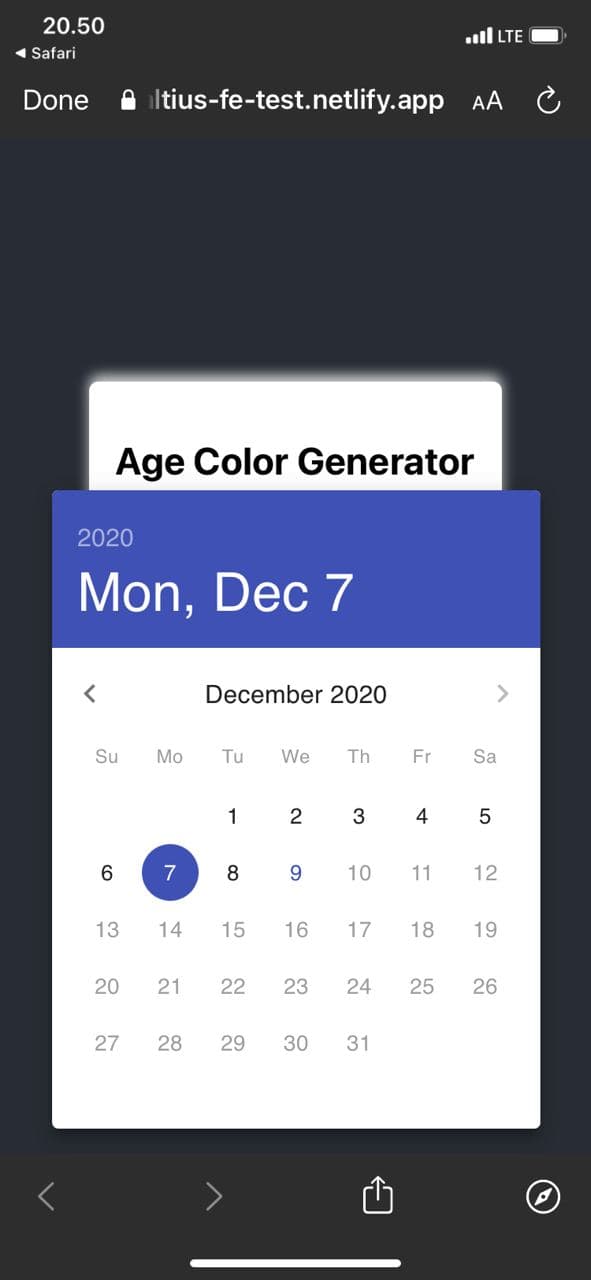 20.50
LTE
◀ Safari
Done
ltius-fe-test.netlify.app
AA
Age Color Generator
2020
Mon, Dec 7
December 2020
Su Mo Tu We Th Fr Sa
1 2 3 4 5
6 7 8 9 10 11 12
13 14 15 16 17 18 19
20 21 22 23 24 25 26
27 28 29 30 31